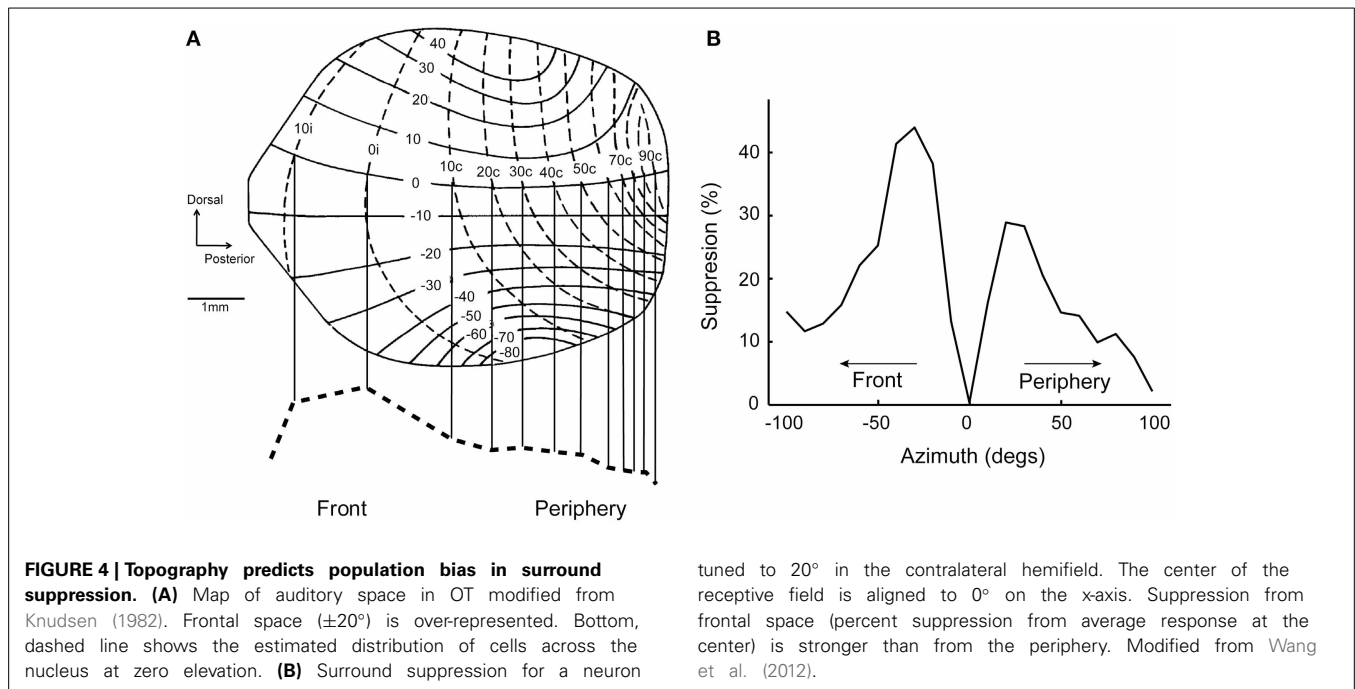 A
40
30
20
10i
10
0i
10c
20c
30c
40c
50c
70c
90c
0
-10
-20
-30
-40
-50
-60
-70
-80
Dorsal
Posterior
1mm
Front
Periphery
B
Suppresion (%)
40
30
20
10
0
Front
Periphery
-100
-50
0
50
100
Azimuth (degs)
FIGURE 4 | Topography predicts population bias in surround
suppression. (A) Map of auditory space in OT modified from
Knudsen (1982). Frontal space (±20°) is over-represented. Bottom,
dashed line shows the estimated distribution of cells across the
nucleus at zero elevation. (B) Surround suppression for a neuron
tuned to 20° in the contralateral hemifield. The center of the
receptive field is aligned to 0° on the x-axis. Suppression from
frontal space (percent suppression from average response at the
center) is stronger than from the periphery. Modified from Wang
et al. (2012).